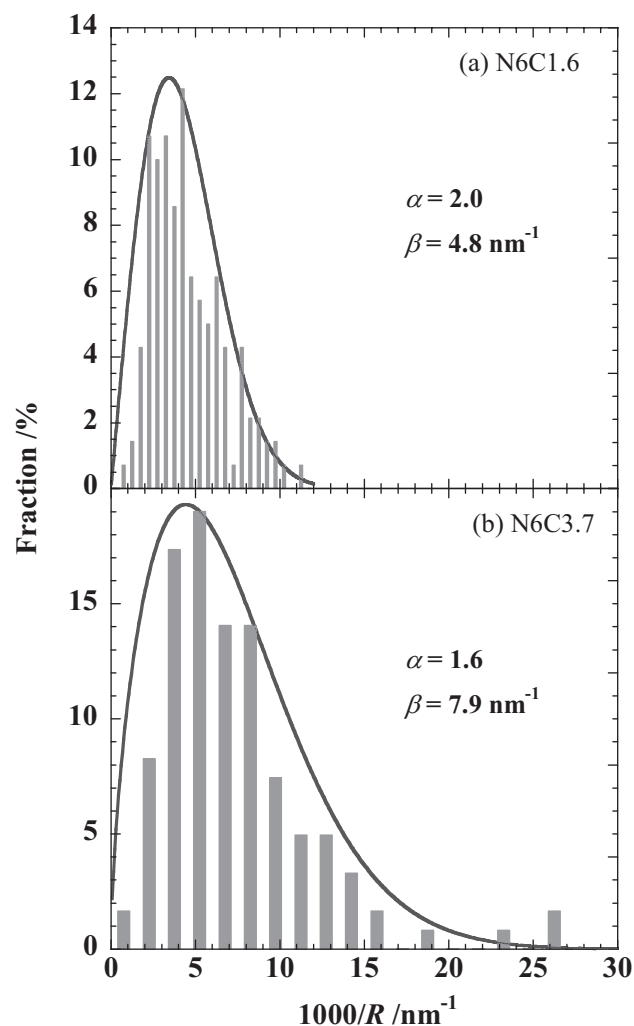 14
12
10
8
6
4
2
0
(a) N6C1.6
α = 2.0
β = 4.8 nm⁻¹
Fraction /%
15
10
5
0
(b) N6C3.7
α = 1.6
β = 7.9 nm⁻¹
0 5 10 15 20 25 30
1000/R /nm⁻¹